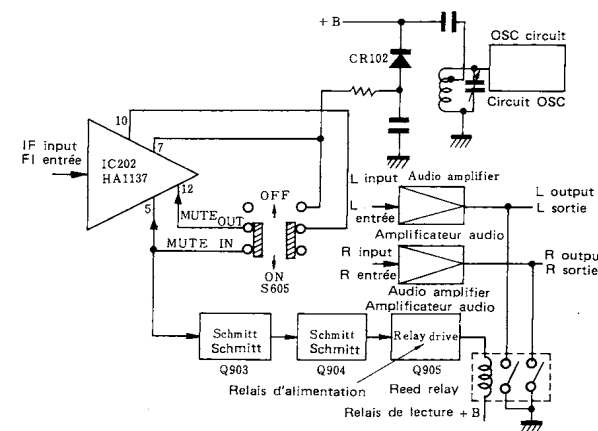 + B
OSC circuit
CR102
Circuit OSC
10
7
IF input
FI entrée
IC202
HA1137
12
5
OFF
MUTE OUT
MUTE IN
ON
S605
L input
Audio amplifier
L entrée
Amplificateur audio
L output
L sortie
R input
R entrée
Audio amplifier
Amplificateur audio
R output
R sortie
Schmitt
Schmitt
Schmitt
Schmitt
Relay drive
Q903
Q904
Q905
Relais d'alimentation
Reed relay
Relais de lecture + B